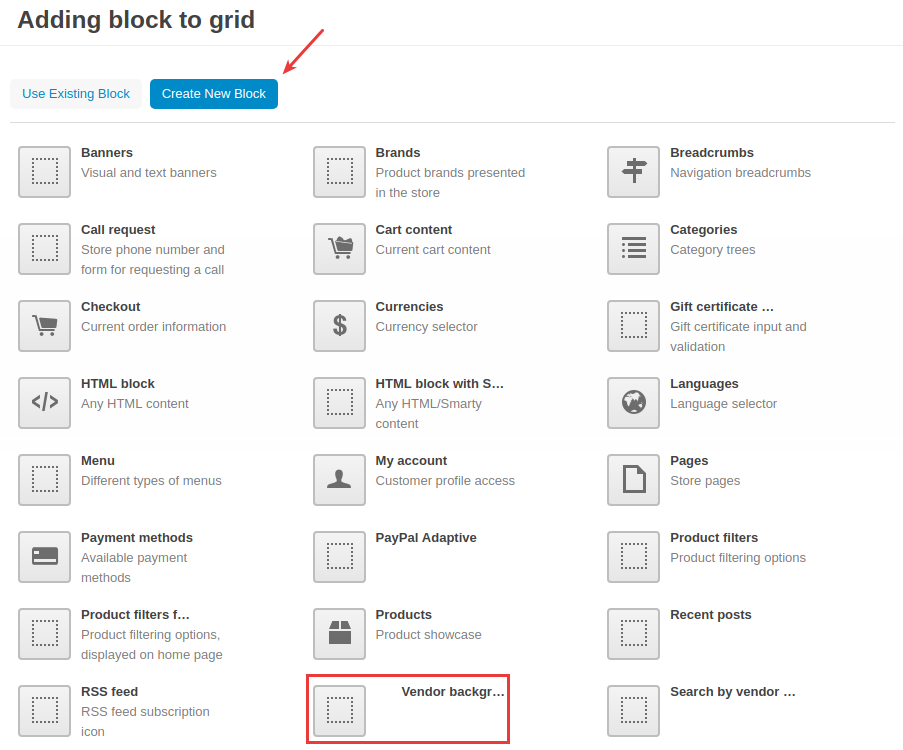 Adding block to grid
Use Existing Block
Create New Block
Banners
Visual and text banners
Brands
Product brands presented
in the store
Breadcrumbs
Navigation breadcrumbs
Call request
Store phone number and
form for requesting a call
Cart content
Current cart content
Categories
Category trees
Checkout
Current order information
Currencies
Currency selector
Gift certificate ...
Gift certificate input and
validation
HTML block
Any HTML content
HTML block with S...
Any HTML/Smarty
content
Languages
Language selector
Menu
Different types of menus
My account
Customer profile access
Pages
Store pages
Payment methods
Available payment
methods
PayPal Adaptive
Product filters
Product filtering options
Product filters f...
Product filtering options,
displayed on home page
Products
Product showcase
Recent posts
RSS feed
RSS feed subscription
icon
Vendor backgr...
Search by vendor ...